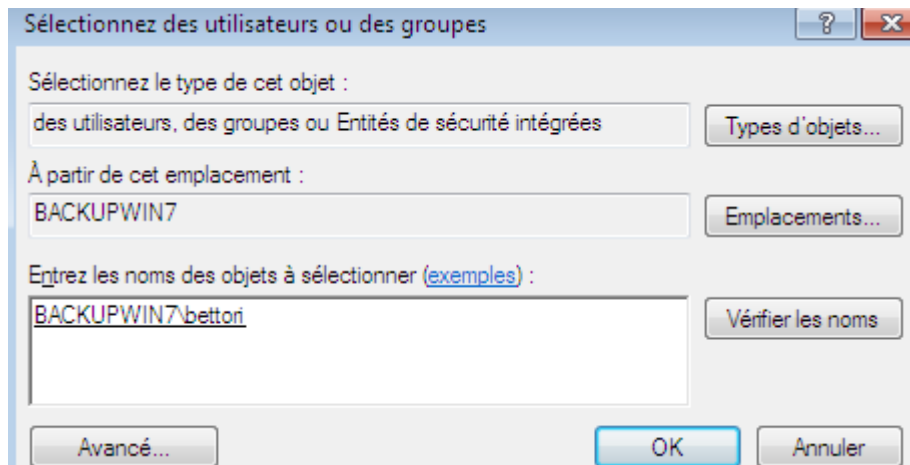 Sélectionnez des utilisateurs ou des groupes
Sélectionnez le type de cet objet :
des utilisateurs, des groupes ou Entités de sécurité intégrées
Types d'objets...
À partir de cet emplacement :
BACKUPWIN7
Emplacements...
Entrez les noms des objets à sélectionner (exemples) :
BACKUPWIN7\bettori
Vérifier les noms
Avancé...
OK
Annuler